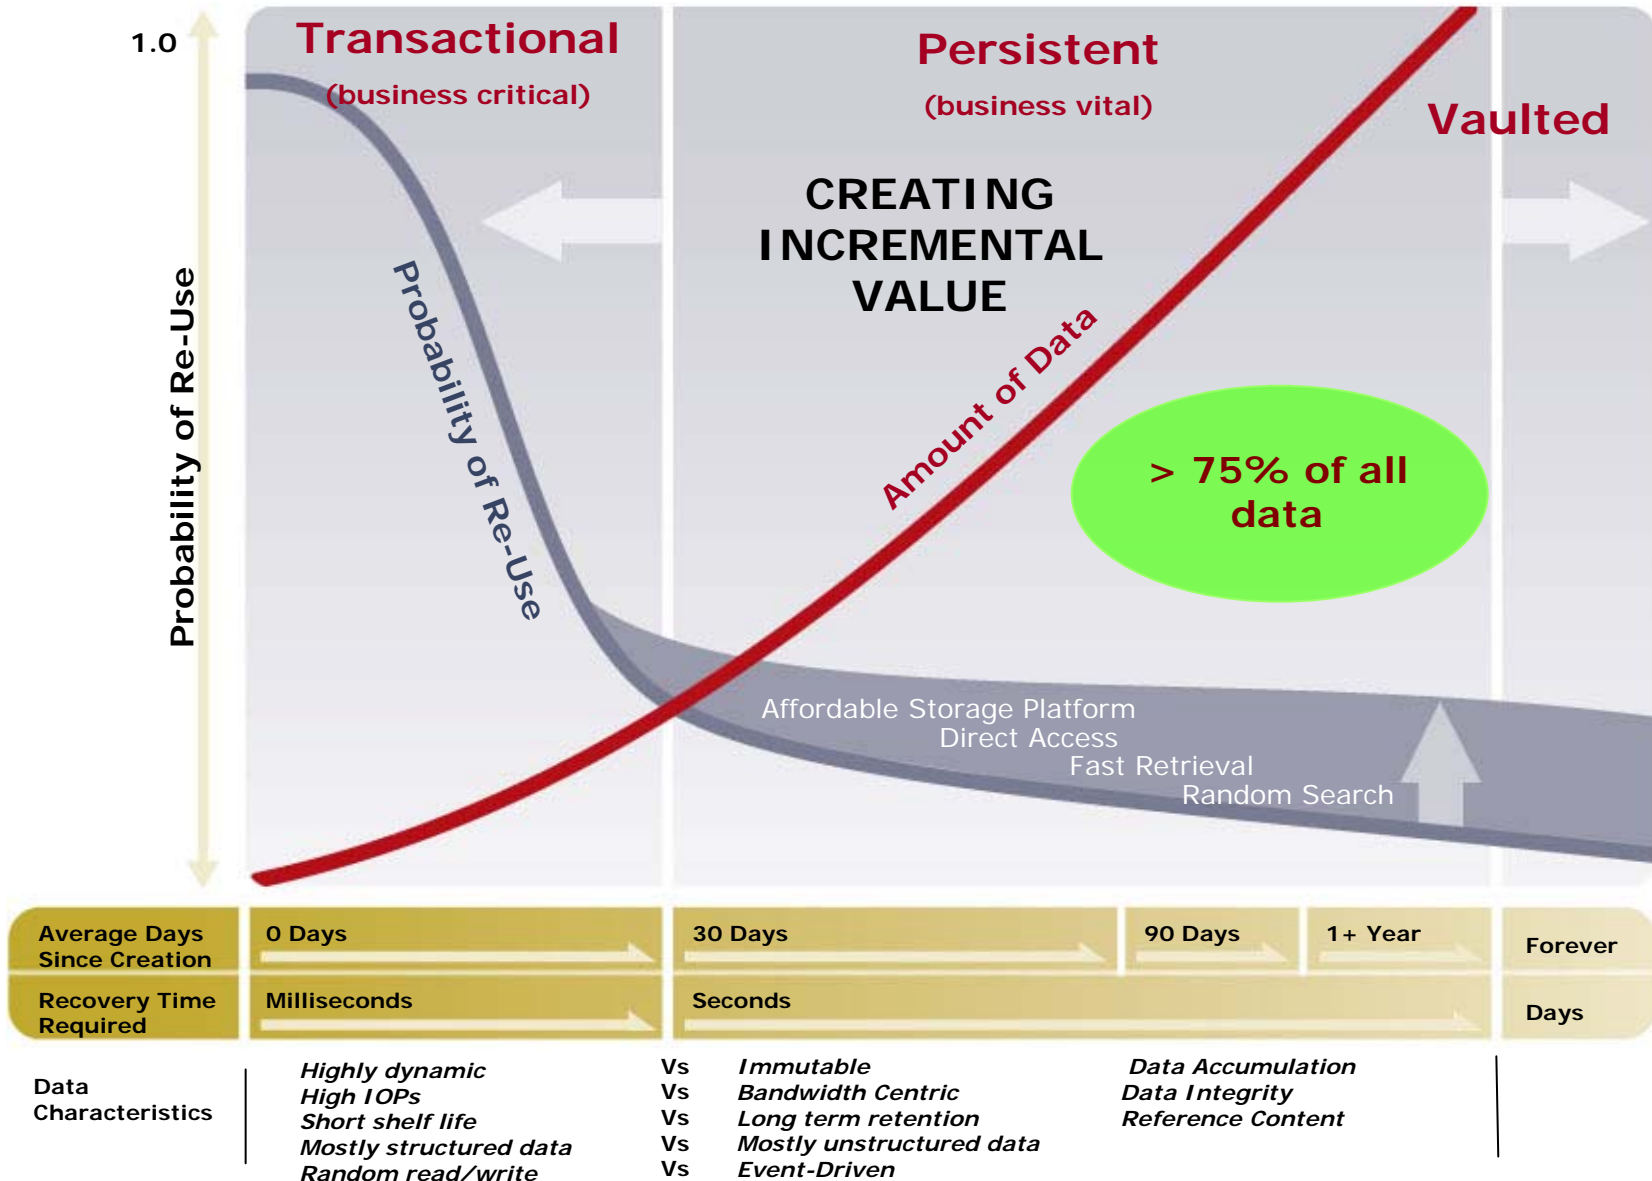 1.0
Transactional
(business critical)
Persistent
(business vital)
Vaulted
CREATING
INCREMENTAL
VALUE
Probability of Re-Use
Probability of Re-Use
Amount of Data
> 75% of all
data
Affordable Storage Platform
Direct Access
Fast Retrieval
Random Search
Average Days
Since Creation
0 Days
30 Days
90 Days
1+ Year
Forever
Recovery Time
Required
Milliseconds
Seconds
Days
Data
Characteristics
Highly dynamic Vs Immutable Data Accumulation
High IOPs Vs Bandwidth Centric Data Integrity
Short shelf life Vs Long term retention Reference Content
Mostly structured data Vs Mostly unstructured data
Random read/write Vs Event-Driven